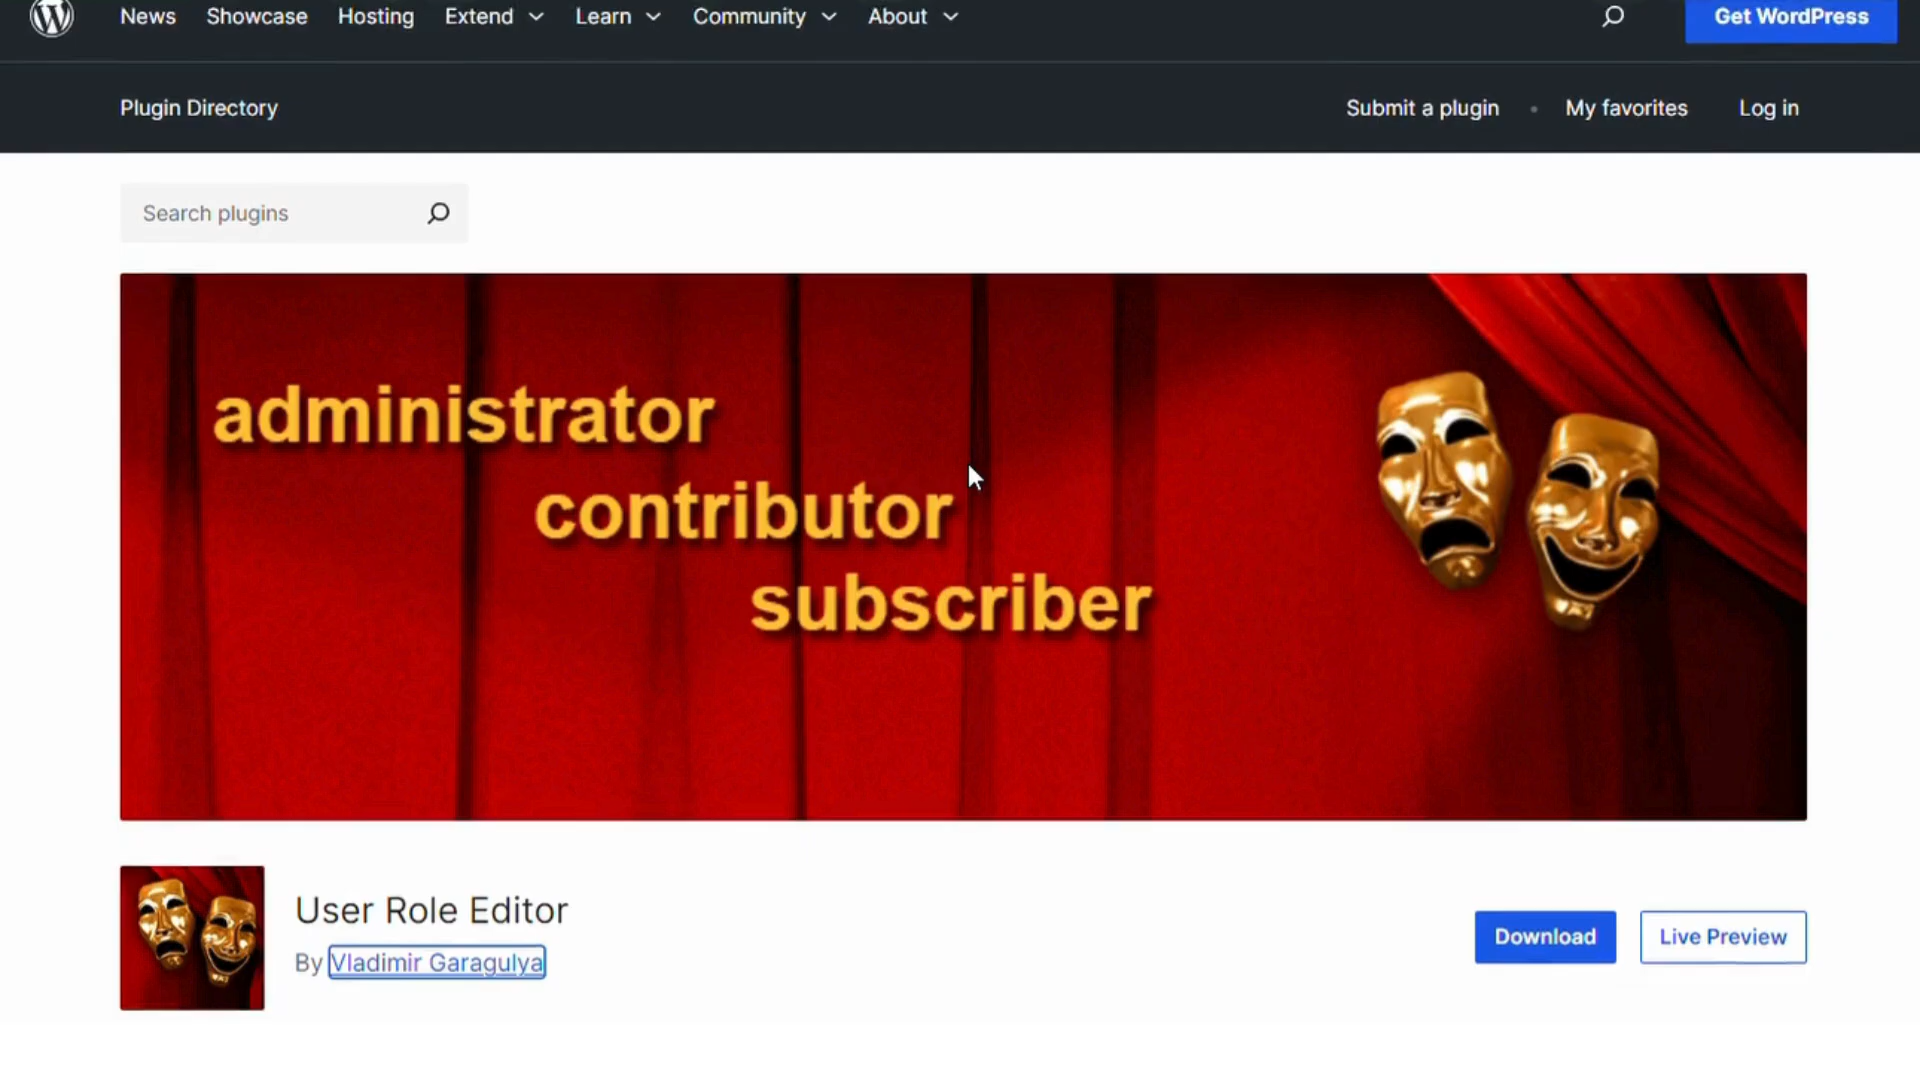 News Showcase Hosting Extend Learn Community About Get WordPress
Plugin Directory Submit a plugin • My favorites Log in
Search plugins
administrator
contributor
subscriber
User Role Editor
By Vladimir Garagulya
Download Live Preview